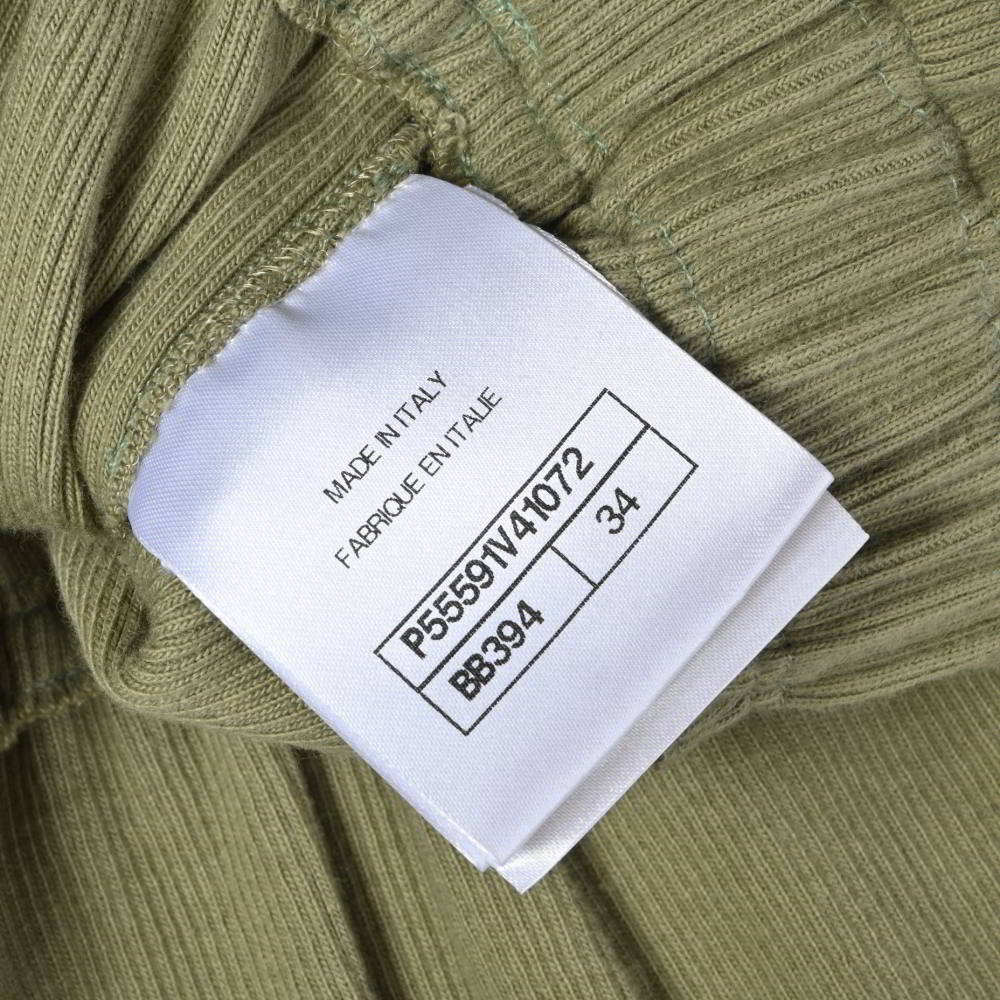 MADE IN ITALY
FABRIQUE EN ITALIE
P55591V41072
BB394 34